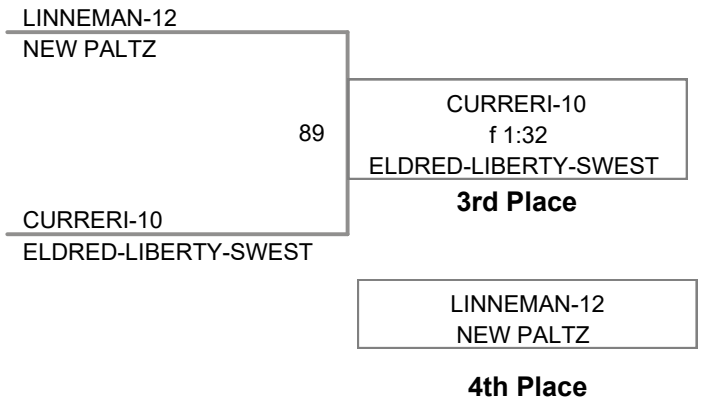 LINNEMAN-12
NEW PALTZ
89
CURRERI-10
f 1:32
ELDRED-LIBERTY-SWEST
3rd Place
CURRERI-10
ELDRED-LIBERTY-SWEST
LINNEMAN-12
NEW PALTZ
4th Place